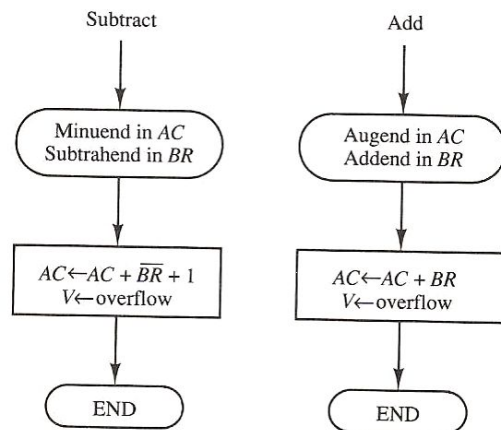 Subtract
Minuend in AC
Subtrahend in BR
AC←AC + B̅R̅ + 1
V←overflow
END
Add
Augend in AC
Addend in BR
AC←AC + BR
V←overflow
END